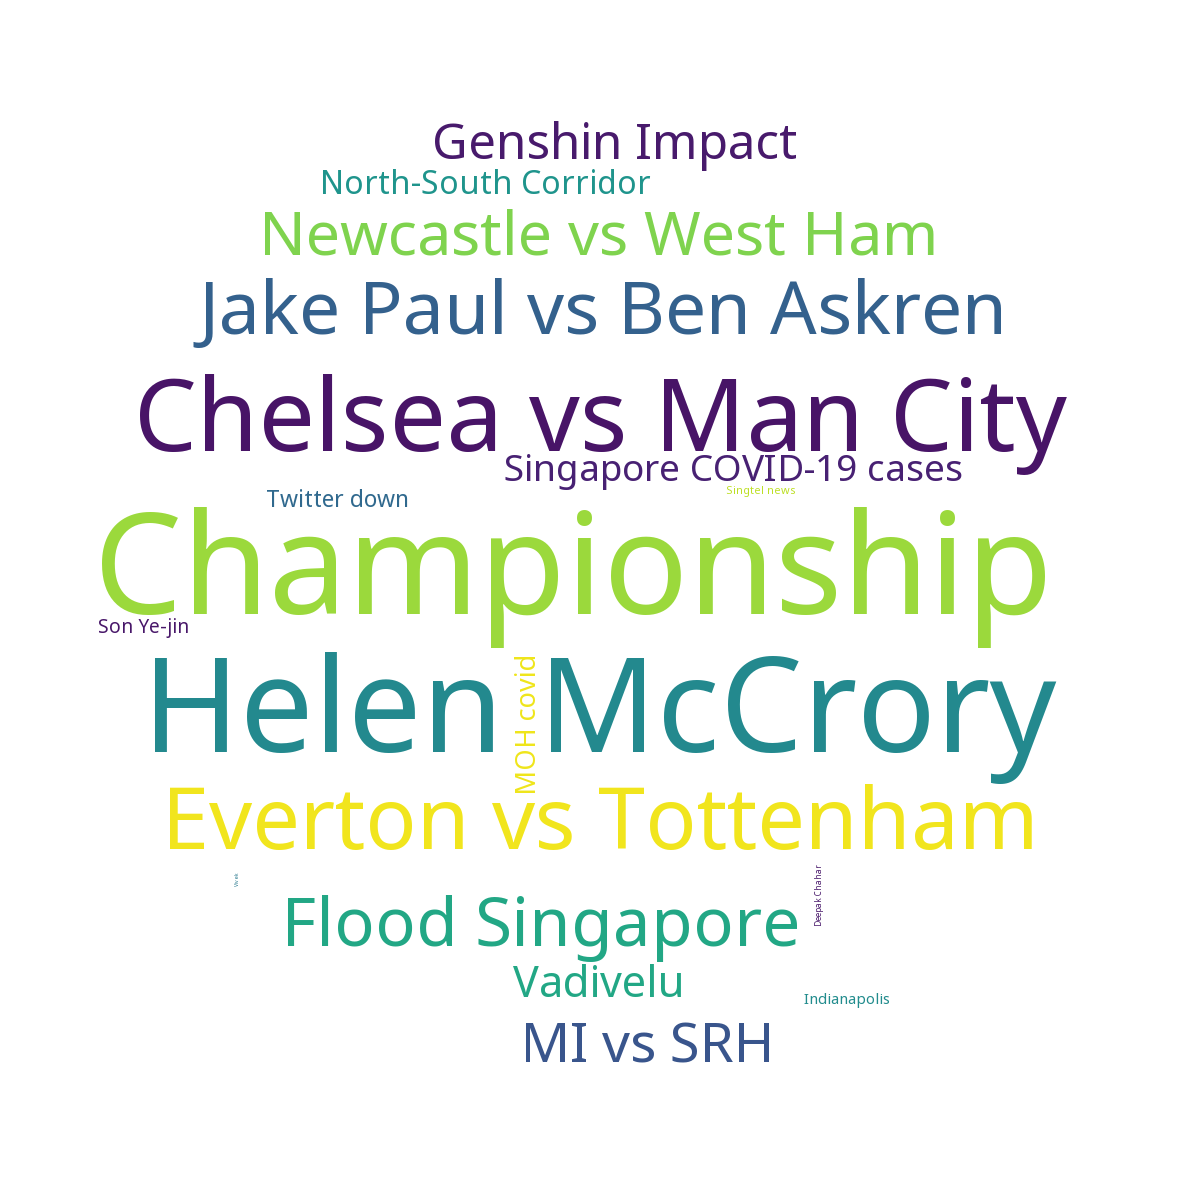 Genshin Impact
North-South Corridor
Newcastle vs West Ham
Jake Paul vs Ben Askren
Chelsea vs Man City
Singapore COVID-19 cases
Singtel news
Twitter down
Championship
Son Ye-jin
Helen McCrory
MOH covid
Everton vs Tottenham
Deepak Chahar
Flood Singapore
Vadivelu
Indianapolis
MI vs SRH